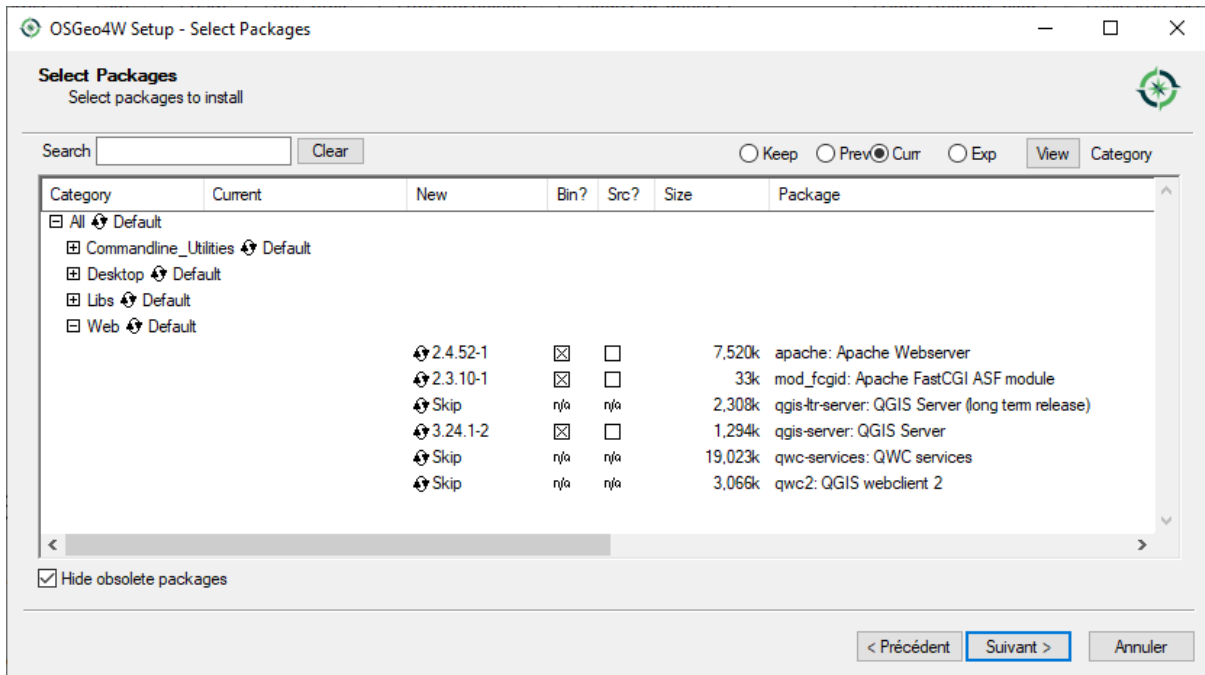 OSGeo4W Setup - Select Packages
Select Packages
Select packages to install
Search Clear Keep Prev Curr Exp View Category
Category Current New Bin? Src? Size Package
All Default
Commandline_Utilities Default
Desktop Default
Libs Default
Web Default
2.4.52-1 7,520k apache: Apache Webserver
2.3.10-1 33k mod_fcgid: Apache FastCGI ASF module
Skip n/a n/a 2,308k qgis-ltr-server: QGIS Server (long term release)
3.24.1-2 1,294k qgis-server: QGIS Server
Skip n/a n/a 19,023k qwc-services: QWC services
Skip n/a n/a 3,066k qwc2: QGIS webclient 2
Hide obsolete packages
< Précédent Suivant > Annuler